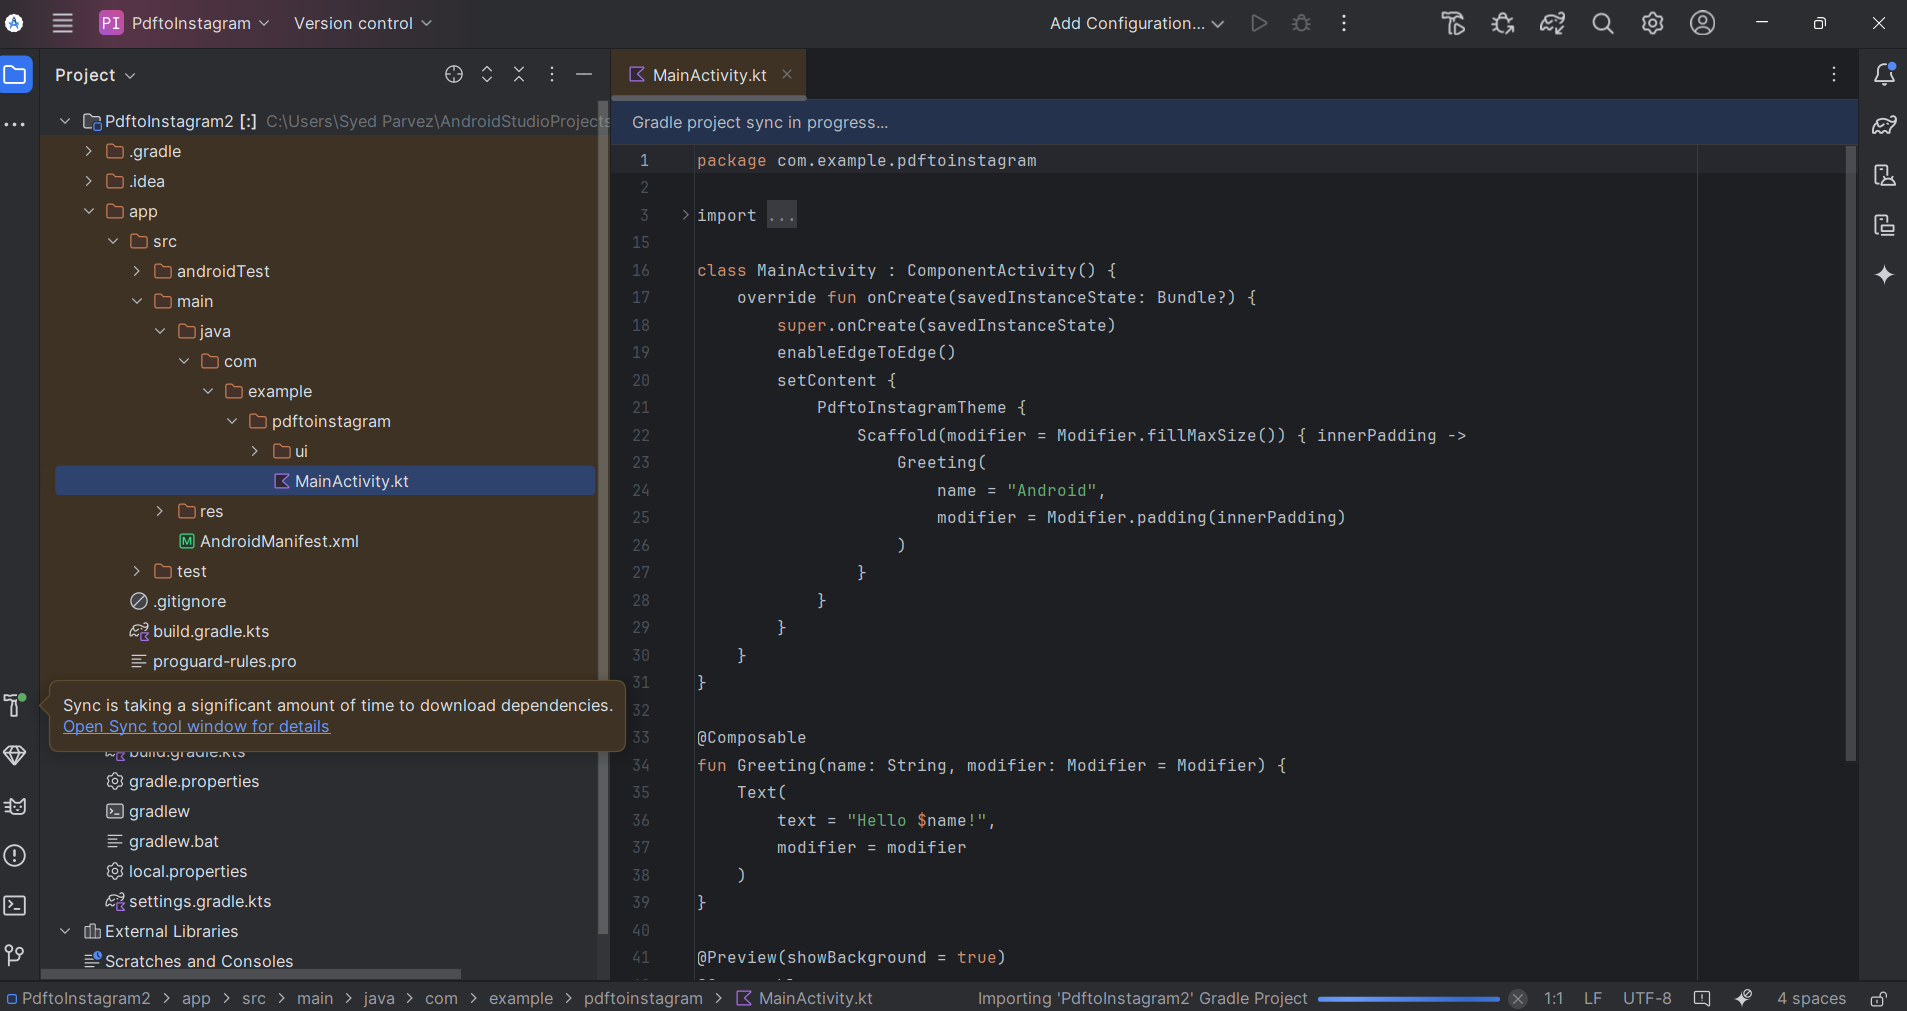 PI PdftoInstagram Version control Add Configuration...
Project
MainActivity.kt
PdftoInstagram2 [:] C:\Users\Syed Parvez\AndroidStudioProjects
Gradle project sync in progress...
.gradle
.idea
app
src
androidTest
main
java
com
example
pdftoinstagram
ui
MainActivity.kt
res
AndroidManifest.xml
test
.gitignore
build.gradle.kts
proguard-rules.pro
Sync is taking a significant amount of time to download dependencies.
Open Sync tool window for details
build.gradle.kts
gradle.properties
gradlew
gradlew.bat
local.properties
settings.gradle.kts
External Libraries
Scratches and Consoles
1 package com.example.pdftoinstagram
2
3 import ...
15
16 class MainActivity : ComponentActivity() {
17 override fun onCreate(savedInstanceState: Bundle?) {
18 super.onCreate(savedInstanceState)
19 enableEdgeToEdge()
20 setContent {
21 PdftoInstagramTheme {
22 Scaffold(modifier = Modifier.fillMaxSize()) { innerPadding ->
23 Greeting(
24 name = "Android",
25 modifier = Modifier.padding(innerPadding)
26 )
27 }
28 }
29 }
30 }
31 }
32
33 @Composable
34 fun Greeting(name: String, modifier: Modifier = Modifier) {
35 Text(
36 text = "Hello $name!",
37 modifier = modifier
38 )
39 }
40
41 @Preview(showBackground = true)
PdftoInstagram2 > app > src > main > java > com > example > pdftoinstagram > MainActivity.kt Importing 'PdftoInstagram2' Gradle Project 1:1 LF UTF-8 4 spaces